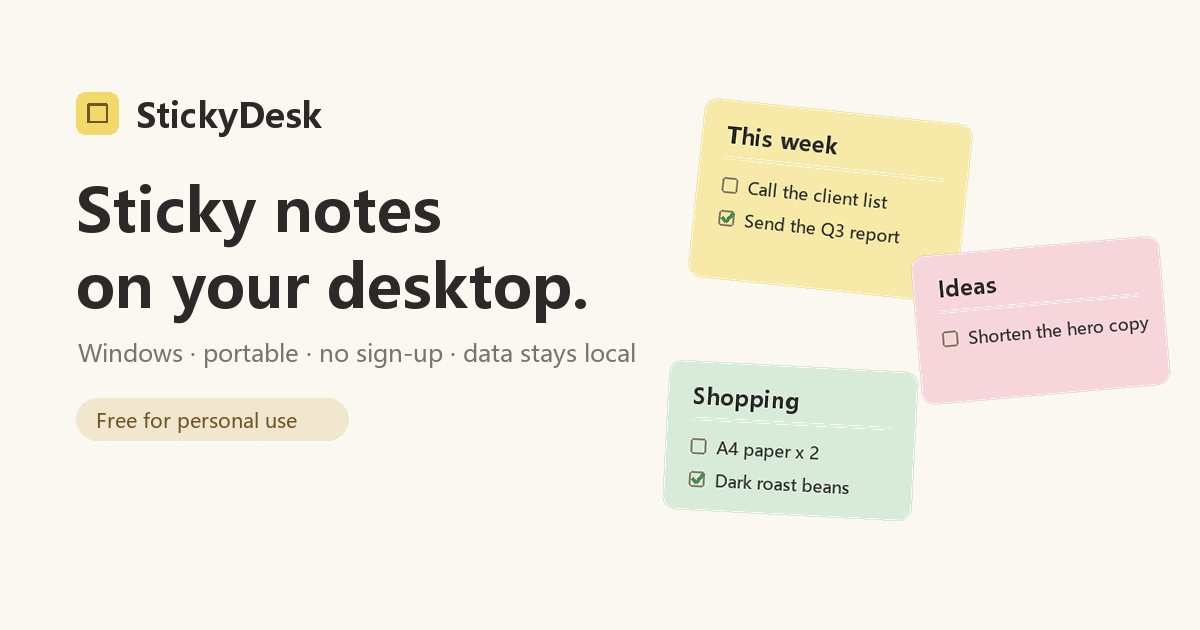 StickyDesk
Sticky notes
on your desktop.
Windows · portable · no sign-up · data stays local
Free for personal use
This week
Call the client list
Send the Q3 report
Ideas
Shorten the hero copy
Shopping
A4 paper x 2
Dark roast beans